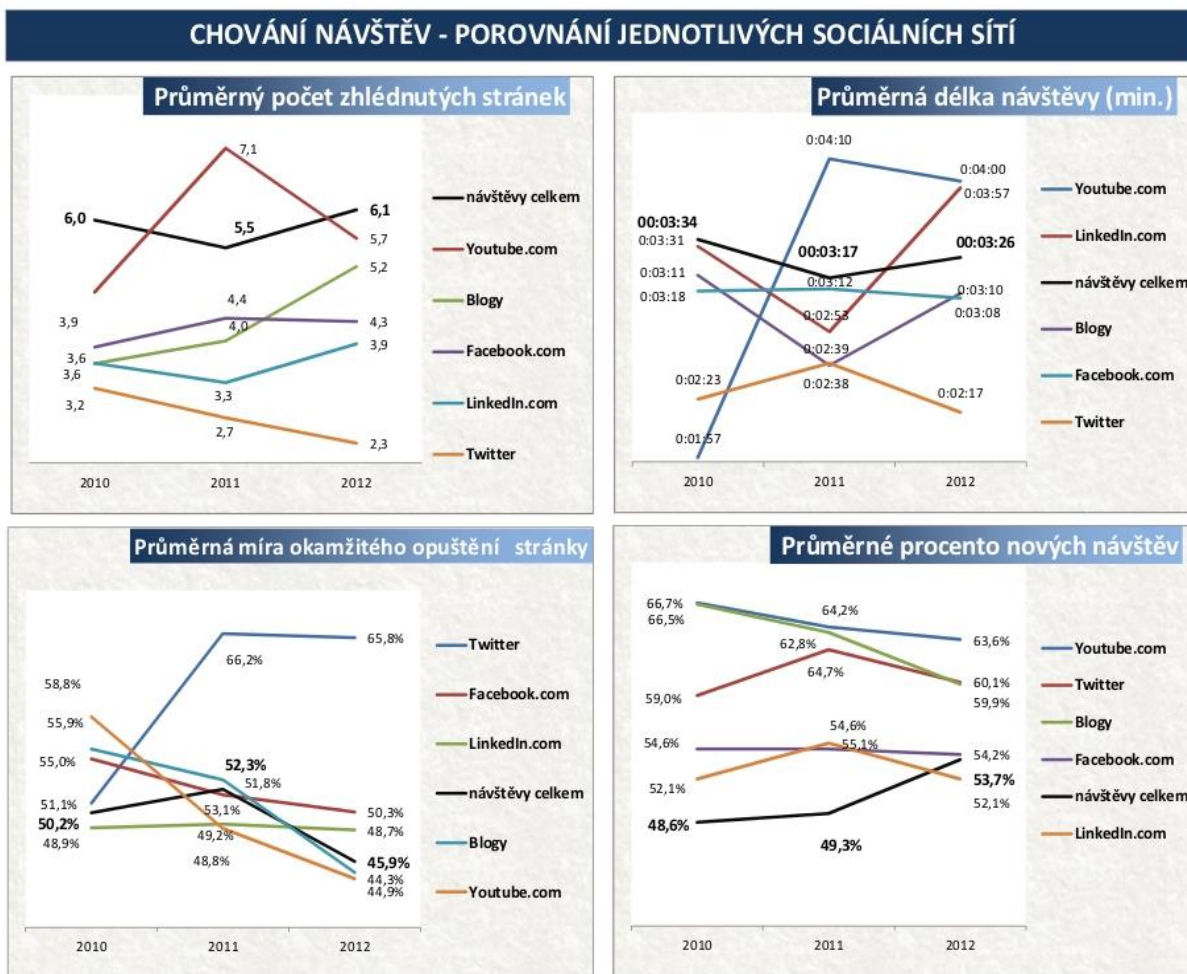 CHOVÁNÍ NÁVŠTĚV - POROVNÁNÍ JEDNOTLIVÝCH SOCIÁLNÍCH SÍTÍ
Průměrný počet zhlédnutých stránek
7,1
6,0
5,5
6,1
5,7
5,2
3,9
4,4
4,0
4,3
3,6
3,9
3,6
3,3
3,2
2,7
2,3
2010
2011
2012
návštěvy celkem
Youtube.com
Blogy
Facebook.com
LinkedIn.com
Twitter
Průměrná délka návštěvy (min.)
0:04:10
0:04:00
0:03:57
00:03:34
0:03:31
00:03:17
00:03:26
0:03:11
0:03:12
0:03:18
0:03:10
0:03:08
0:02:53
0:02:39
0:02:23
0:02:38
0:02:17
0:01:57
2010
2011
2012
Youtube.com
LinkedIn.com
návštěvy celkem
Blogy
Facebook.com
Twitter
Průměrná míra okamžitého opuštění stránky
65,8%
66,2%
58,8%
55,9%
55,0%
52,3%
51,8%
51,1%
53,1%
50,3%
50,2%
49,2%
48,7%
48,9%
48,8%
45,9%
44,3%
44,9%
2010
2011
2012
Twitter
Facebook.com
LinkedIn.com
návštěvy celkem
Blogy
Youtube.com
Průměrné procento nových návštěv
66,7%
66,5%
64,2%
63,6%
62,8%
64,7%
60,1%
59,9%
59,0%
54,6%
54,6%
55,1%
54,2%
52,1%
53,7%
52,1%
48,6%
49,3%
2010
2011
2012
Youtube.com
Twitter
Blogy
Facebook.com
návštěvy celkem
LinkedIn.com